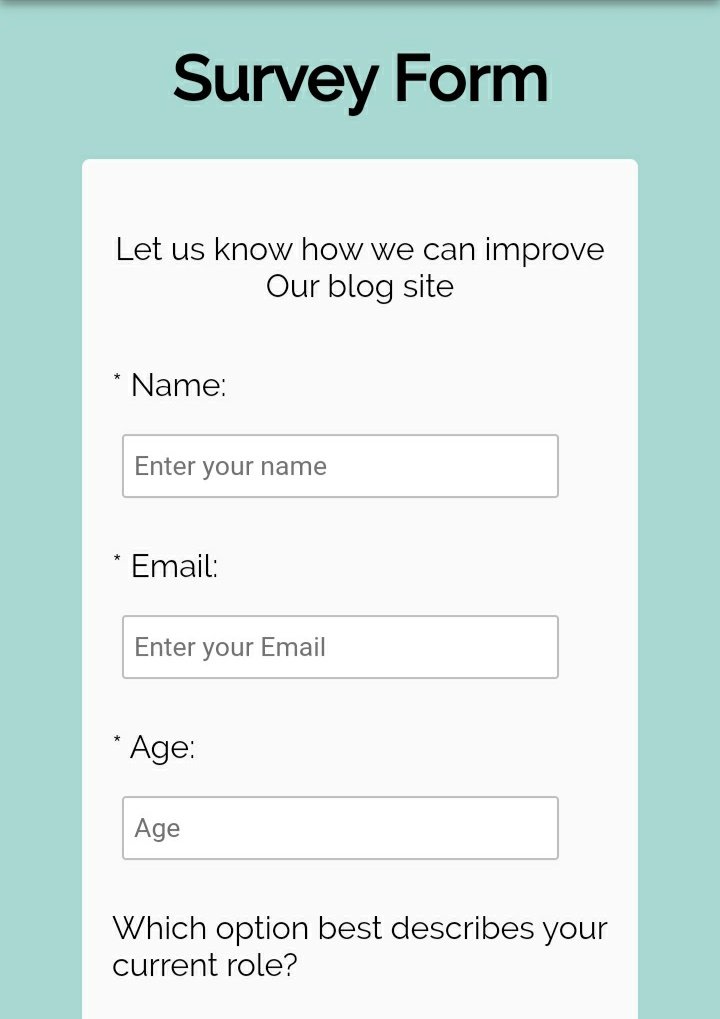 Survey Form
Let us know how we can improve
Our blog site
* Name:
Enter your name
* Email:
Enter your Email
* Age:
Age
Which option best describes your
current role?